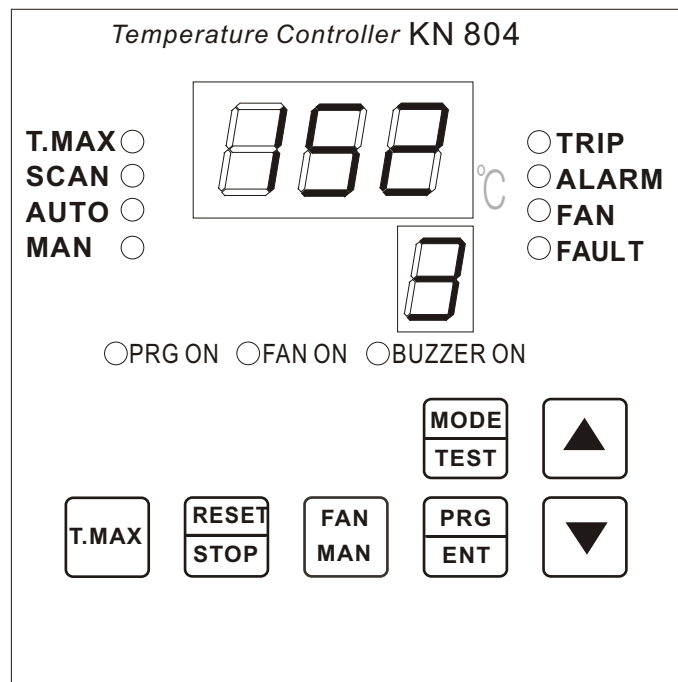 Temperature Controller KN 804
152
T.MAX
SCAN
AUTO
MAN
°C
TRIP
ALARM
FAN
FAULT
3
PRG ON FAN ON BUZZER ON
MODE
TEST
T.MAX
RESET
STOP
FAN
MAN
PRG
ENT